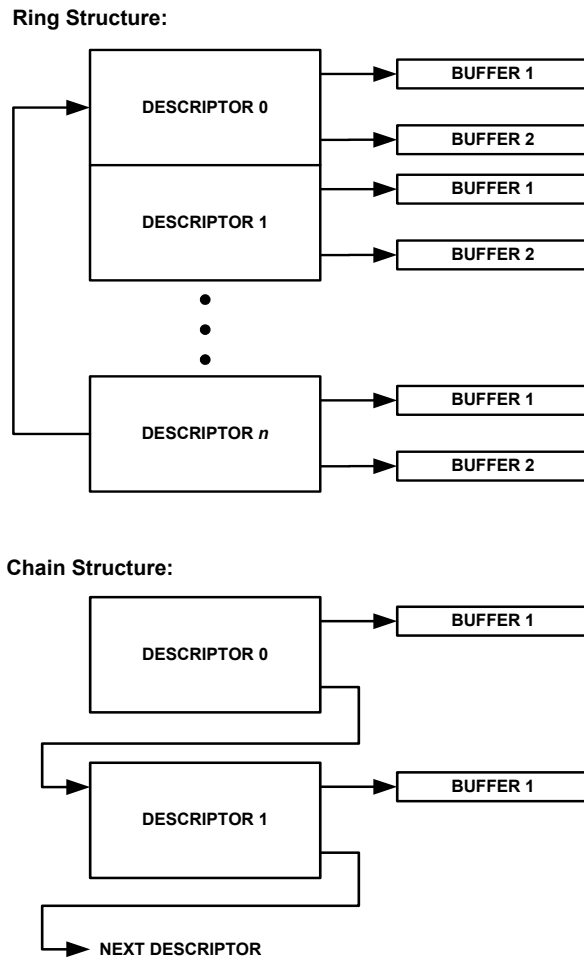 Ring Structure:
DESCRIPTOR 0
BUFFER 1
BUFFER 2
DESCRIPTOR 1
BUFFER 1
BUFFER 2
DESCRIPTOR n
BUFFER 1
BUFFER 2
Chain Structure:
DESCRIPTOR 0
BUFFER 1
DESCRIPTOR 1
BUFFER 1
NEXT DESCRIPTOR